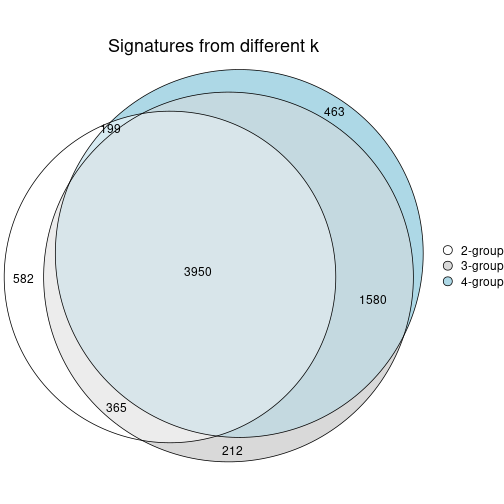 Signatures from different k
463
199
582
3950
1580
365
212
2-group
3-group
4-group